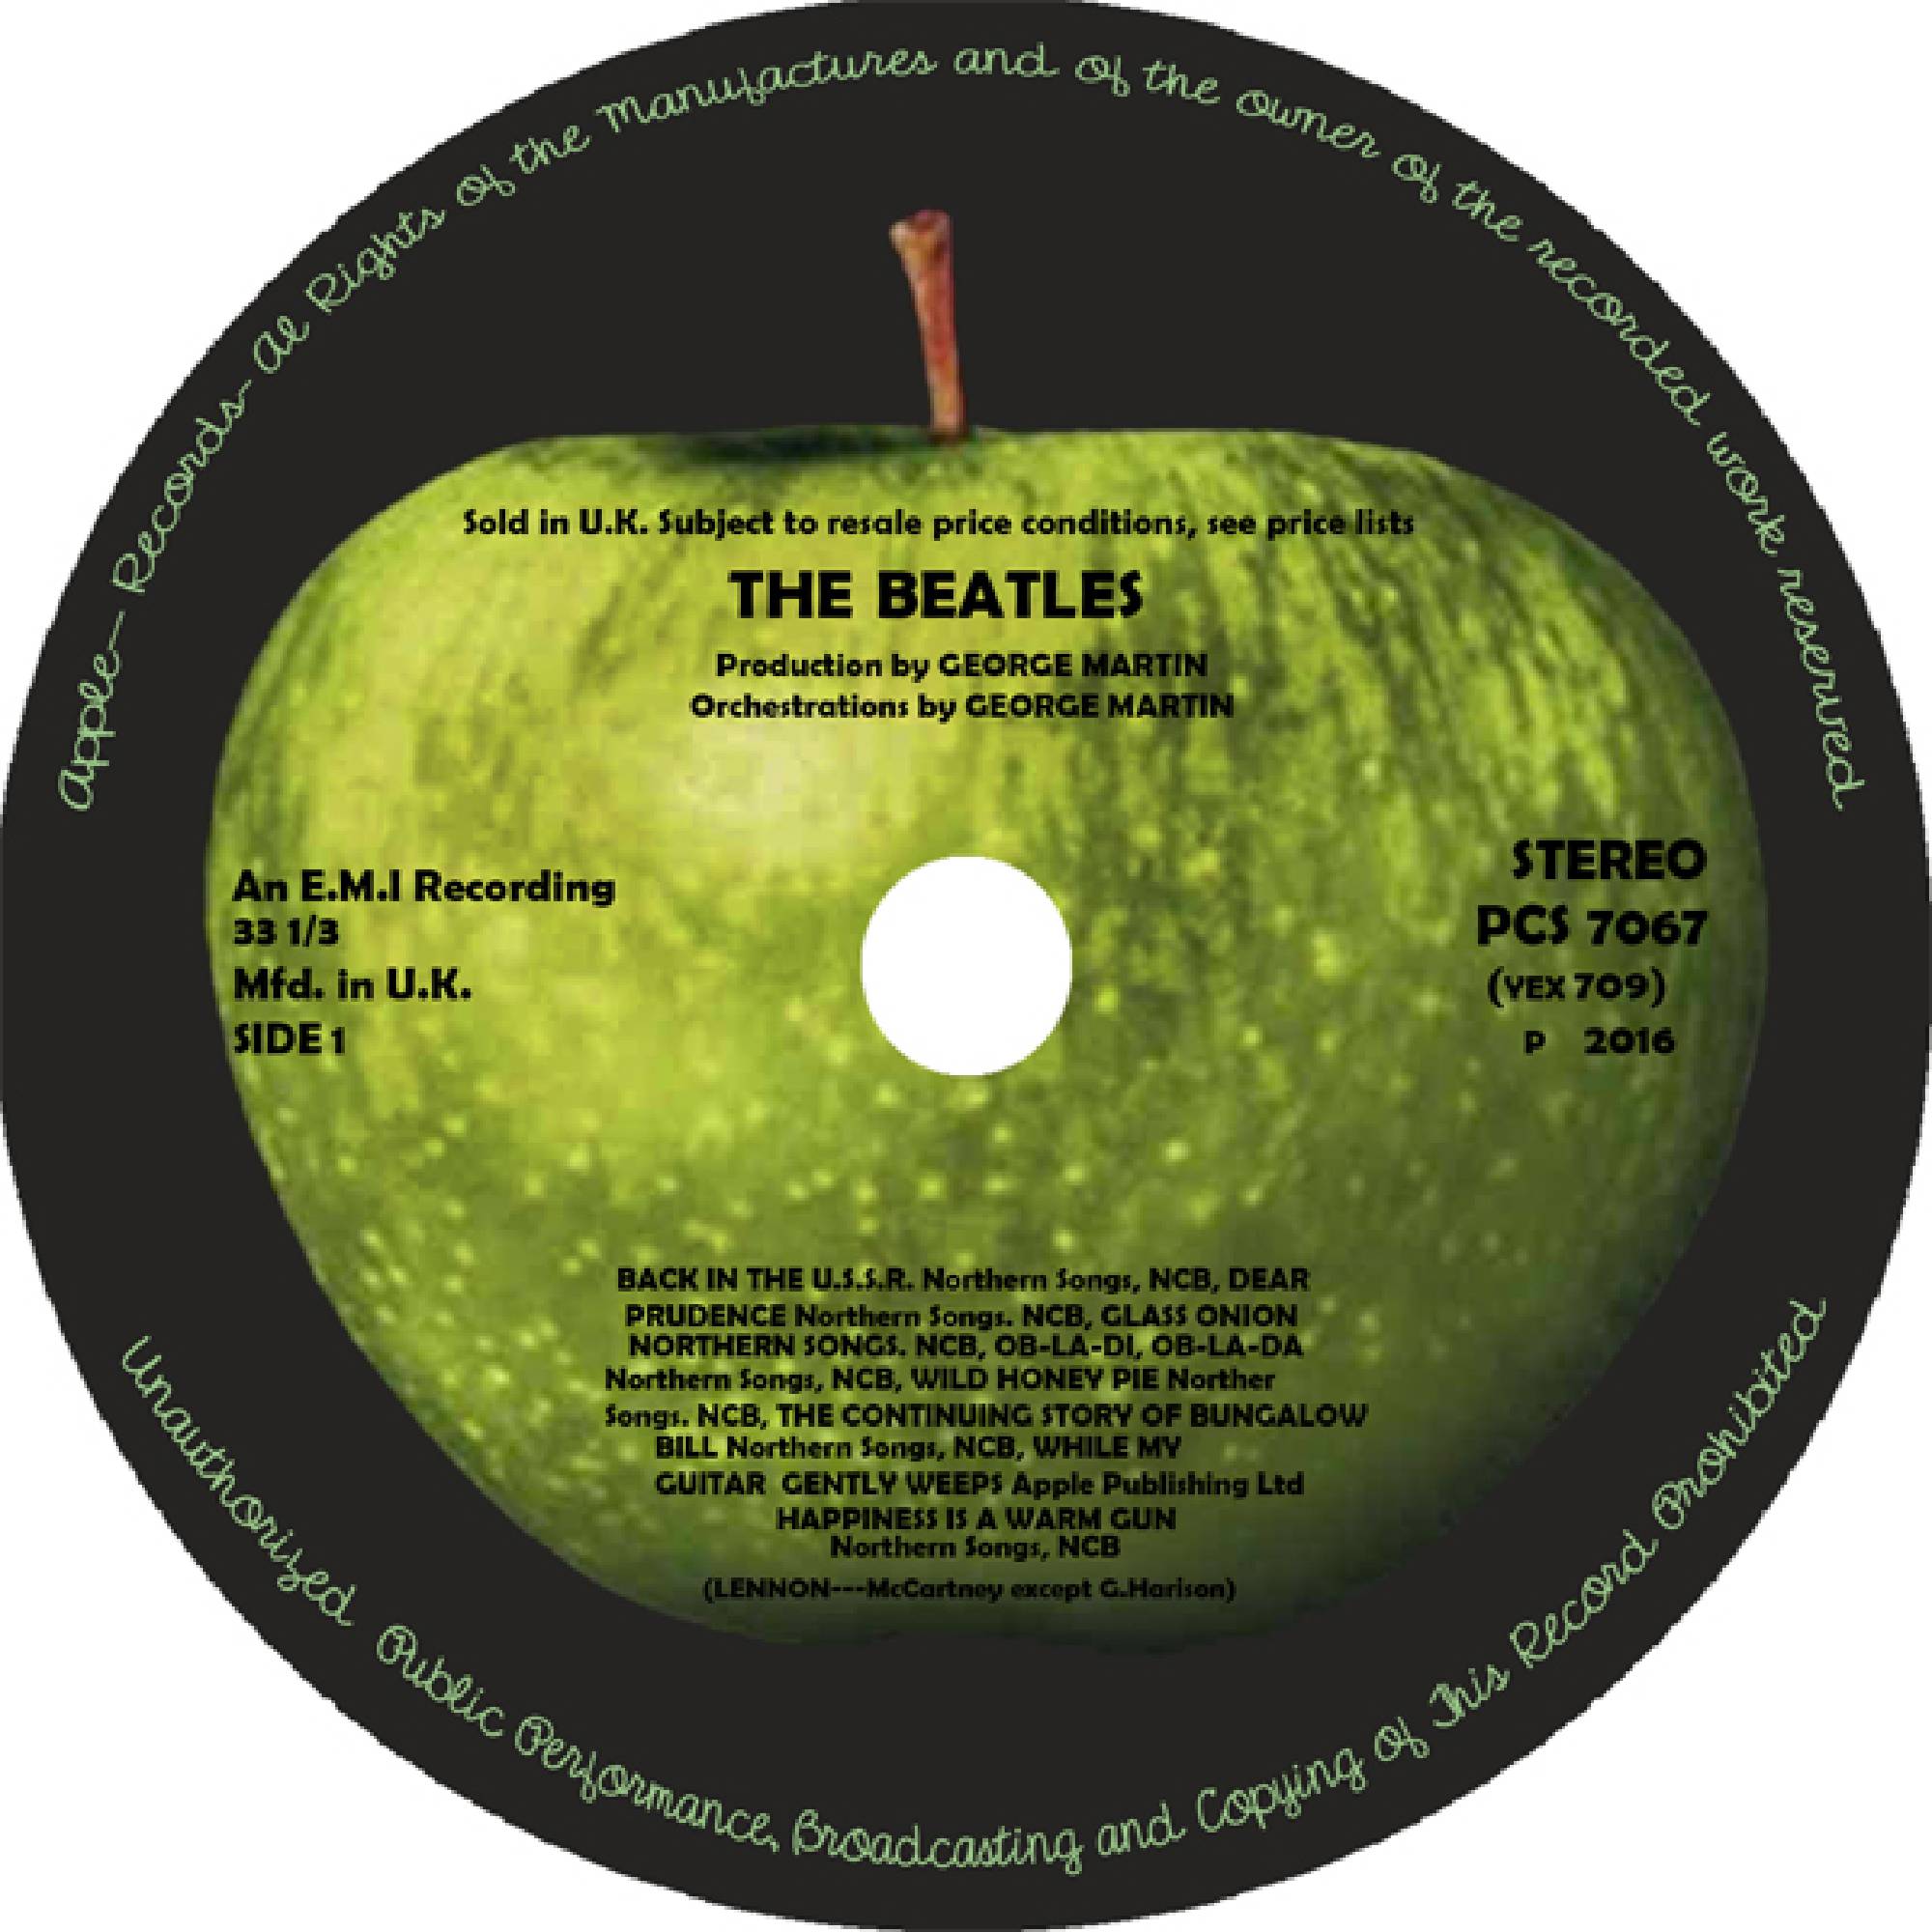 Apple- Records- Al Rights of the Manufactures and of the owner of the recorded work reserved
Sold in U.K. Subject to resale price conditions, see price lists
THE BEATLES
Production by GEORGE MARTIN
Orchestrations by GEORGE MARTIN
An E.M.I Recording
33 1/3
Mfd. in U.K.
SIDE 1
STEREO
PCS 7067
(YEX 709)
P 2016
BACK IN THE U.S.S.R. Northern Songs, NCB, DEAR
PRUDENCE Northern Songs. NCB, GLASS ONION
NORTHERN SONGS. NCB, OB-LA-DI, OB-LA-DA
Northern Songs, NCB, WILD HONEY PIE Norther
Songs. NCB, THE CONTINUING STORY OF BUNGALOW
BILL Northern Songs, NCB, WHILE MY
GUITAR GENTLY WEEPS Apple Publishing Ltd
HAPPINESS IS A WARM GUN
Northern Songs, NCB
(LENNON---McCartney except G.Harison)
Unauthorized Public Performance, Broadcasting and Copying of This Record Prohibited